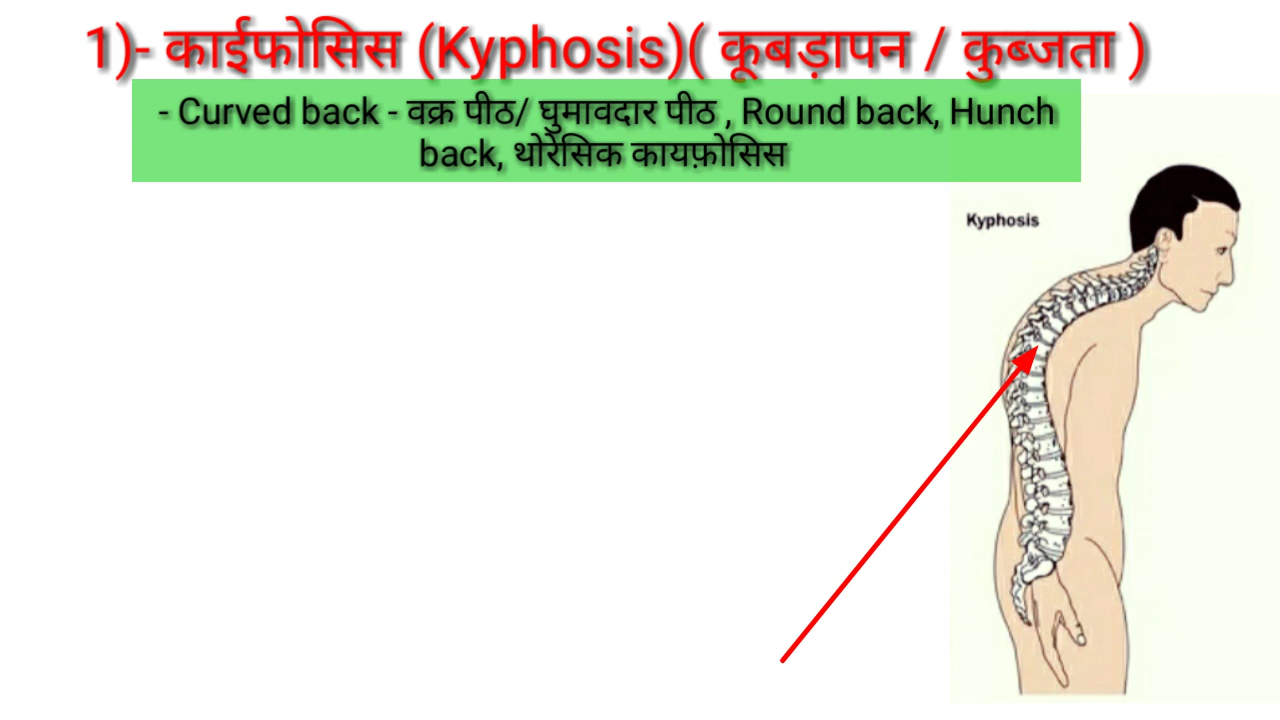 1)- काईफोसिस (Kyphosis)( कूबड़ापन / कुब्जता )
- Curved back - वक्र पीठ/ घुमावदार पीठ , Round back, Hunch
back, थोरेसिक कायफ़ोसिस
Kyphosis